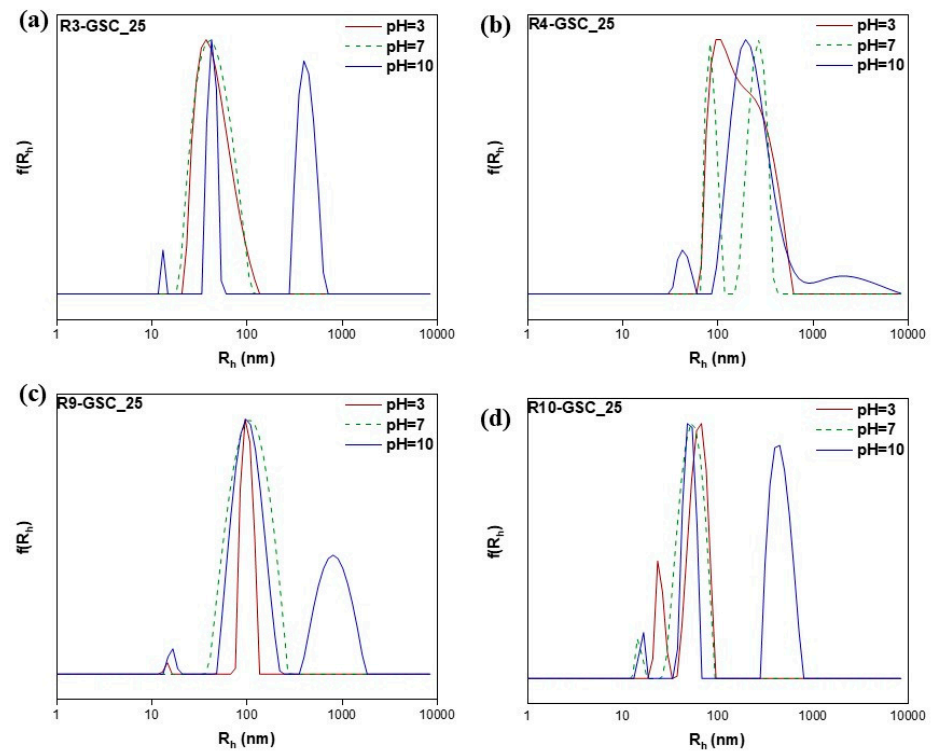 (a)
R3-GSC_25
pH=3
pH=7
pH=10
f(Rh)
1 10 100 1000 10000
Rh (nm)
(b)
R4-GSC_25
pH=3
pH=7
pH=10
f(Rh)
1 10 100 1000 10000
Rh (nm)
(c)
R9-GSC_25
pH=3
pH=7
pH=10
f(Rh)
1 10 100 1000 10000
Rh (nm)
(d)
R10-GSC_25
pH=3
pH=7
pH=10
f(Rh)
1 10 100 1000 10000
Rh (nm)